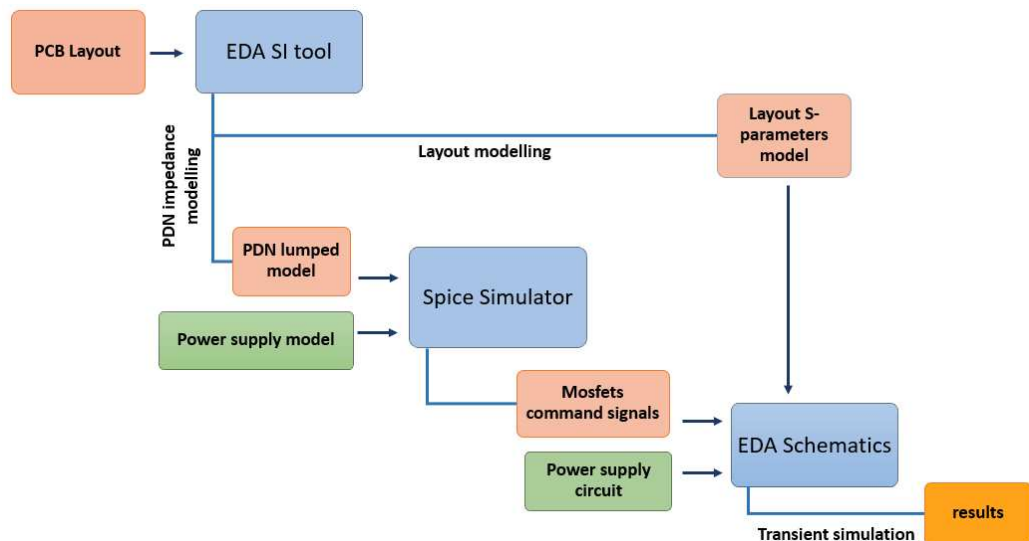 PCB Layout
EDA SI tool
Layout S-
parameters
model
Layout modelling
PDN impedance
modelling
PDN lumped
model
Spice Simulator
Power supply model
Mosfets
command signals
EDA Schematics
Power supply
circuit
results
Transient simulation